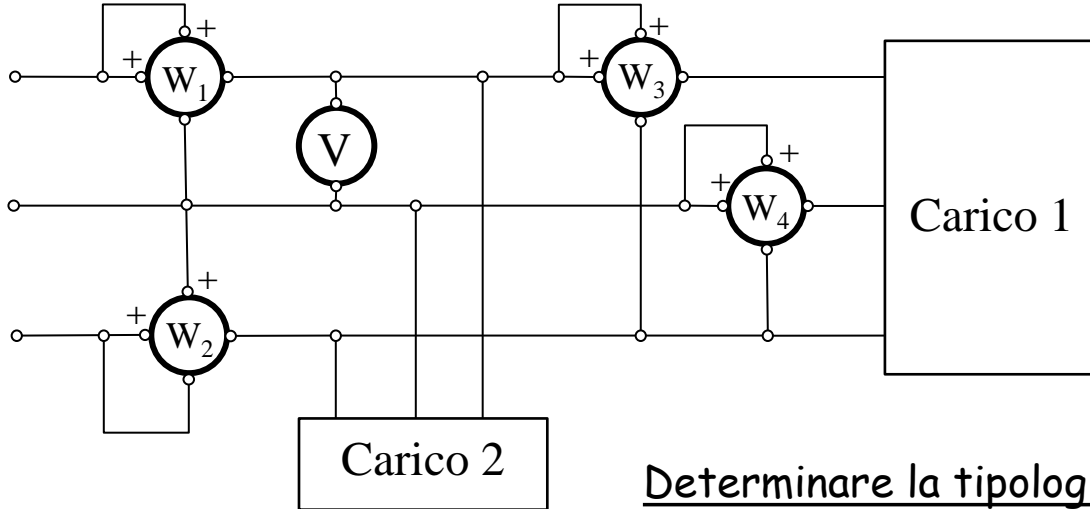 +
+
W1
+
+
W3
V
+
+
W4
Carico 1
+
+
W2
Carico 2
Determinare la tipolog